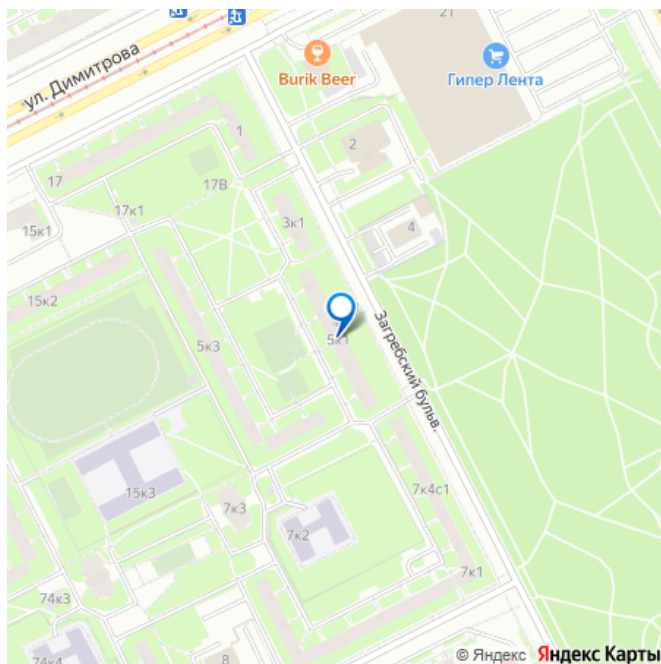 21
ул. Димитрова
Burik Beer
Гипер Лента
1
2
17
17В
17к1
3к1
4
15к1
15к2
5к3
5к1
Загребский бульв.
15к3
7к4с1
7к3
7к2
7к1
74к3
8
74к4
© Яндекс Яндекс Карты